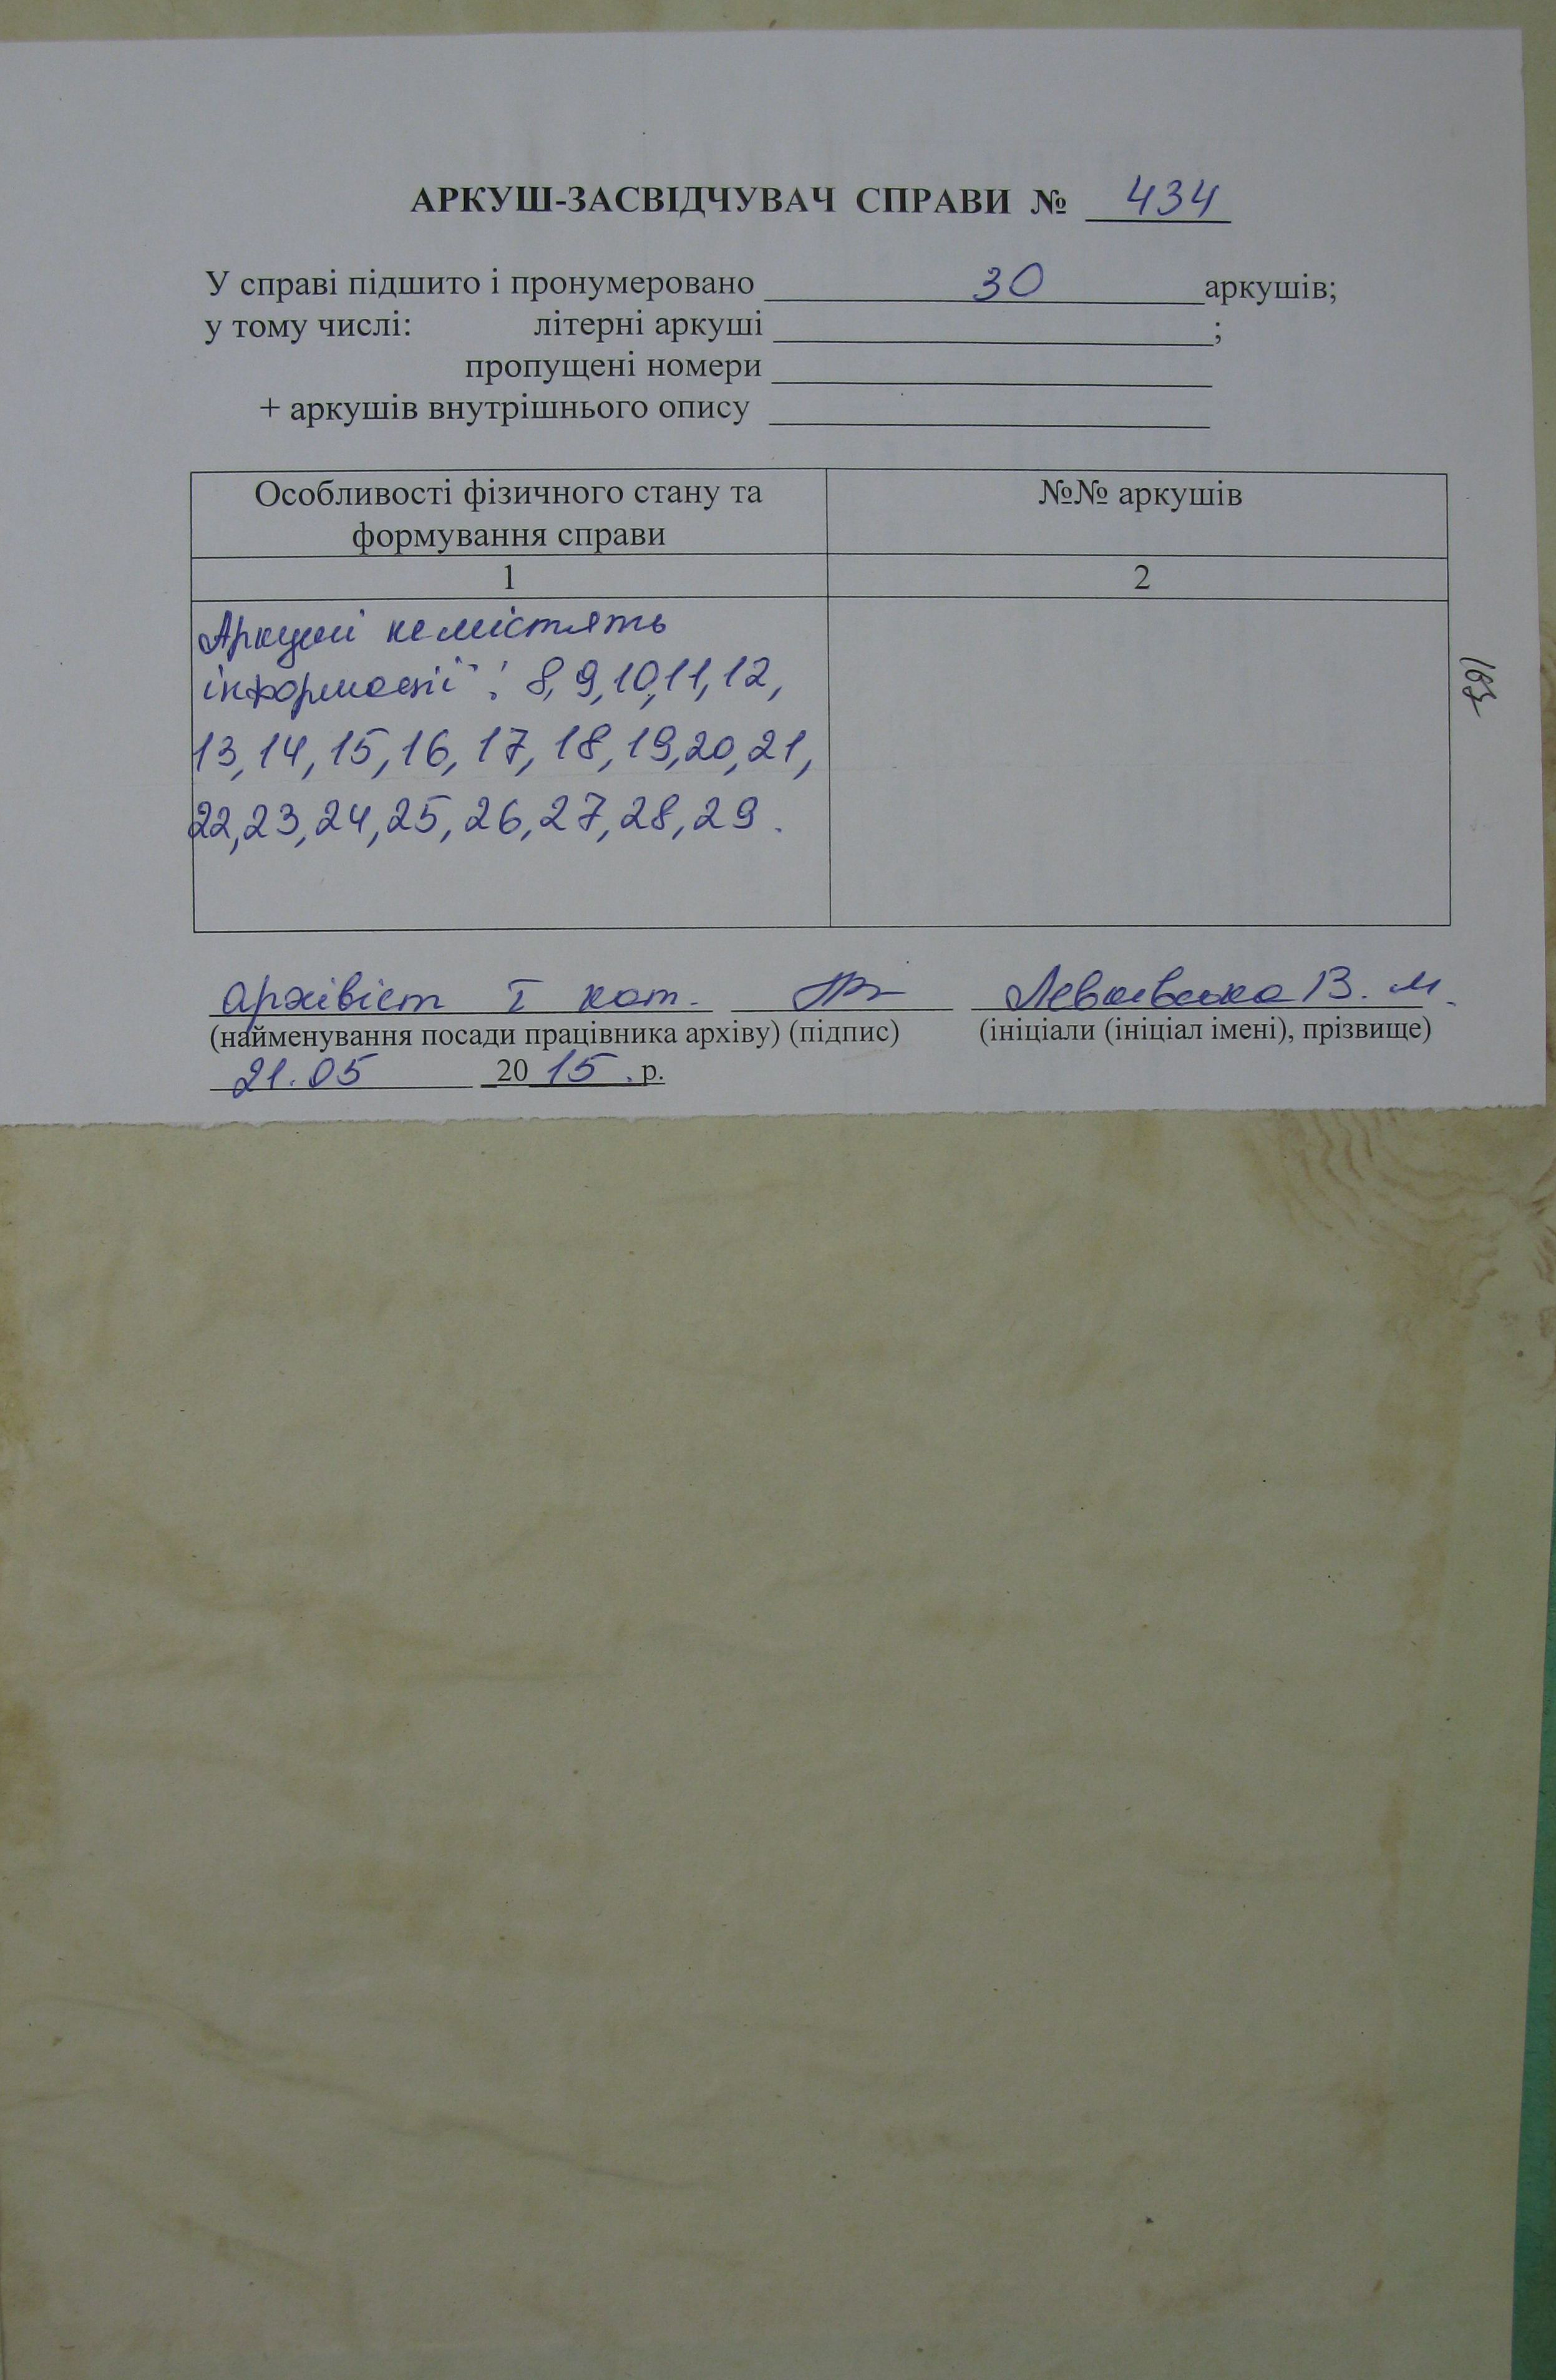 АРКУШ-ЗАСВІДЧУВАЧ СПРАВИ № 434
У справі підшито і пронумеровано 30 аркушів;
у тому числі: літерні аркуші ;
пропущені номери
+ аркушів внутрішнього опису
Особливості фізичного стану та формування справи
№№ аркушів
1 2
Аркуші не містять
інформації : 8, 9, 10, 11, 12,
13, 14, 15, 16, 17, 18, 19, 20, 21,
22, 23, 24, 25, 26, 27, 28, 29.
архівіст І кат. В. М.
(найменування посади працівника архіву) (підпис) (ініціали (ініціал імені), прізвище)
21.05 2015 . р.